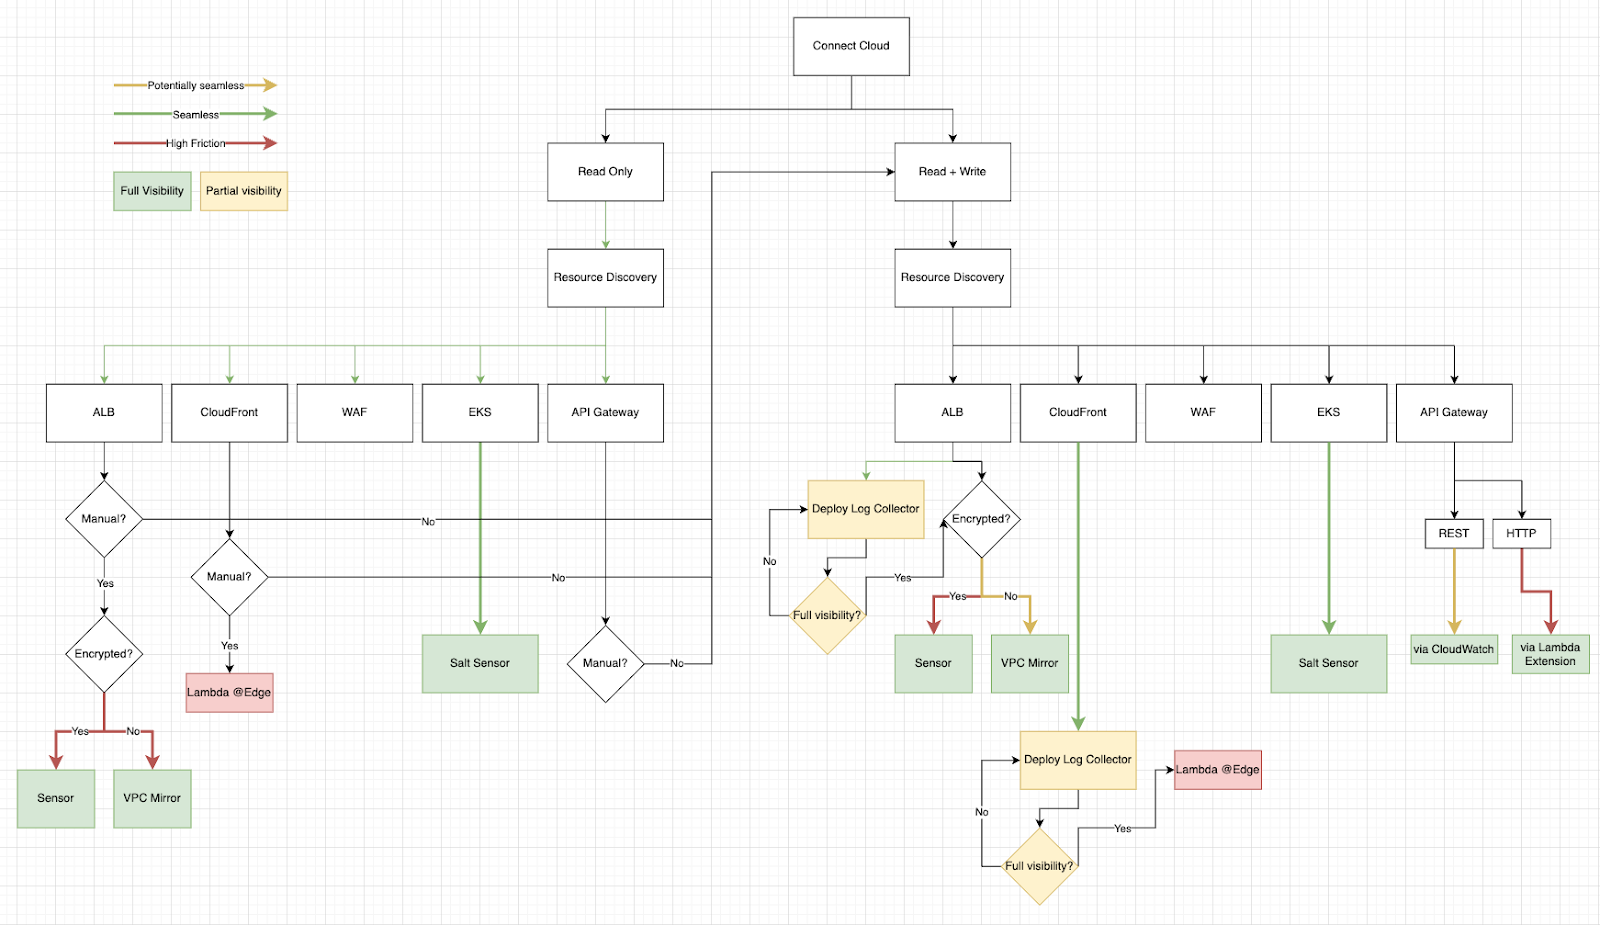 Connect Cloud
Potentially seamless
Seamless
High Friction
Full Visibility
Partial visibility
Read Only
Read + Write
Resource Discovery
Resource Discovery
ALB
CloudFront
WAF
EKS
API Gateway
ALB
CloudFront
WAF
EKS
API Gateway
Manual?
No
Deploy Log Collector
Encrypted?
REST
HTTP
No
Manual?
No
Yes
Yes
Yes
No
Full visibility?
Encrypted?
Yes
Salt Sensor
Manual?
No
Sensor
VPC Mirror
Salt Sensor
via CloudWatch
via Lambda
Extension
Lambda @Edge
Yes
No
Sensor
VPC Mirror
Deploy Log Collector
Lambda @Edge
No
Yes
Full visibility?